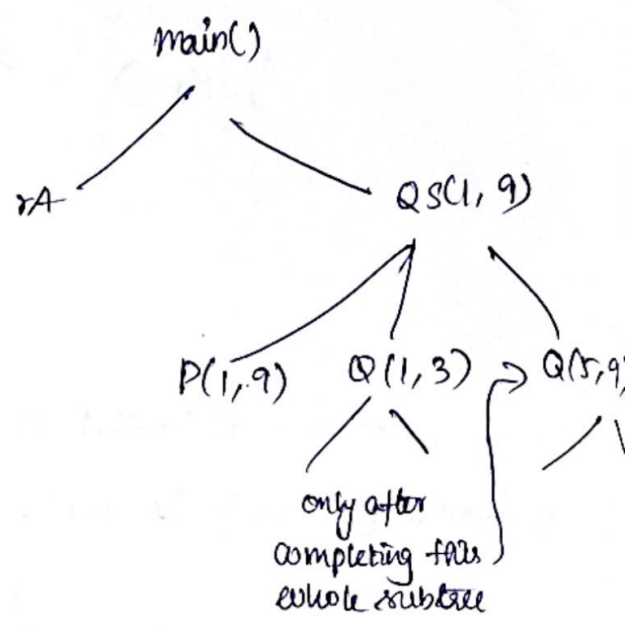 main()
rA
QS(1, 9)
P(1, 9)
Q(1, 3)
Q(5, 9)
only after
completing this
whole subtree